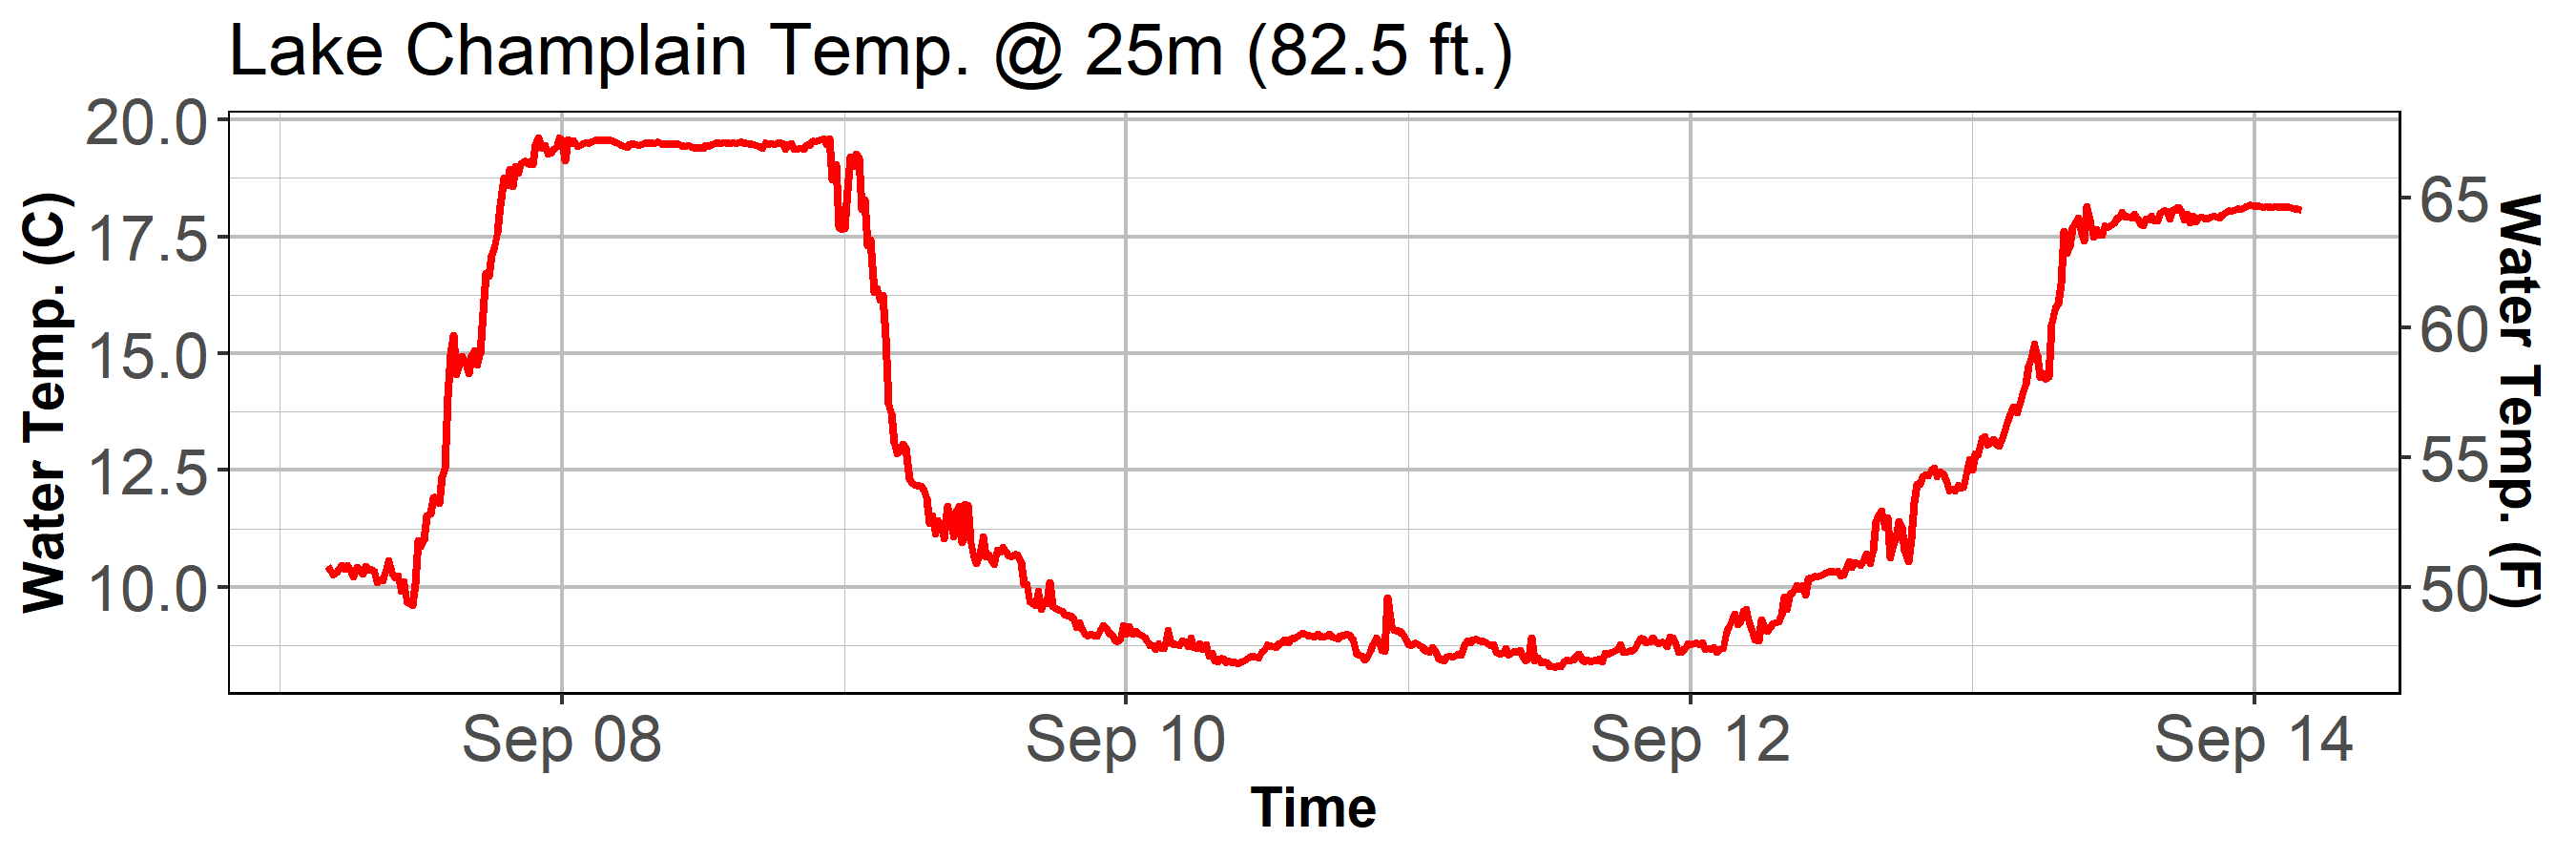 Lake Champlain Temp. @ 25m (82.5 ft.)
Water Temp. (C)
20.0
17.5
15.0
12.5
10.0
65
60
55
50
Water Temp. (F)
Sep 08
Sep 10
Sep 12
Sep 14
Time